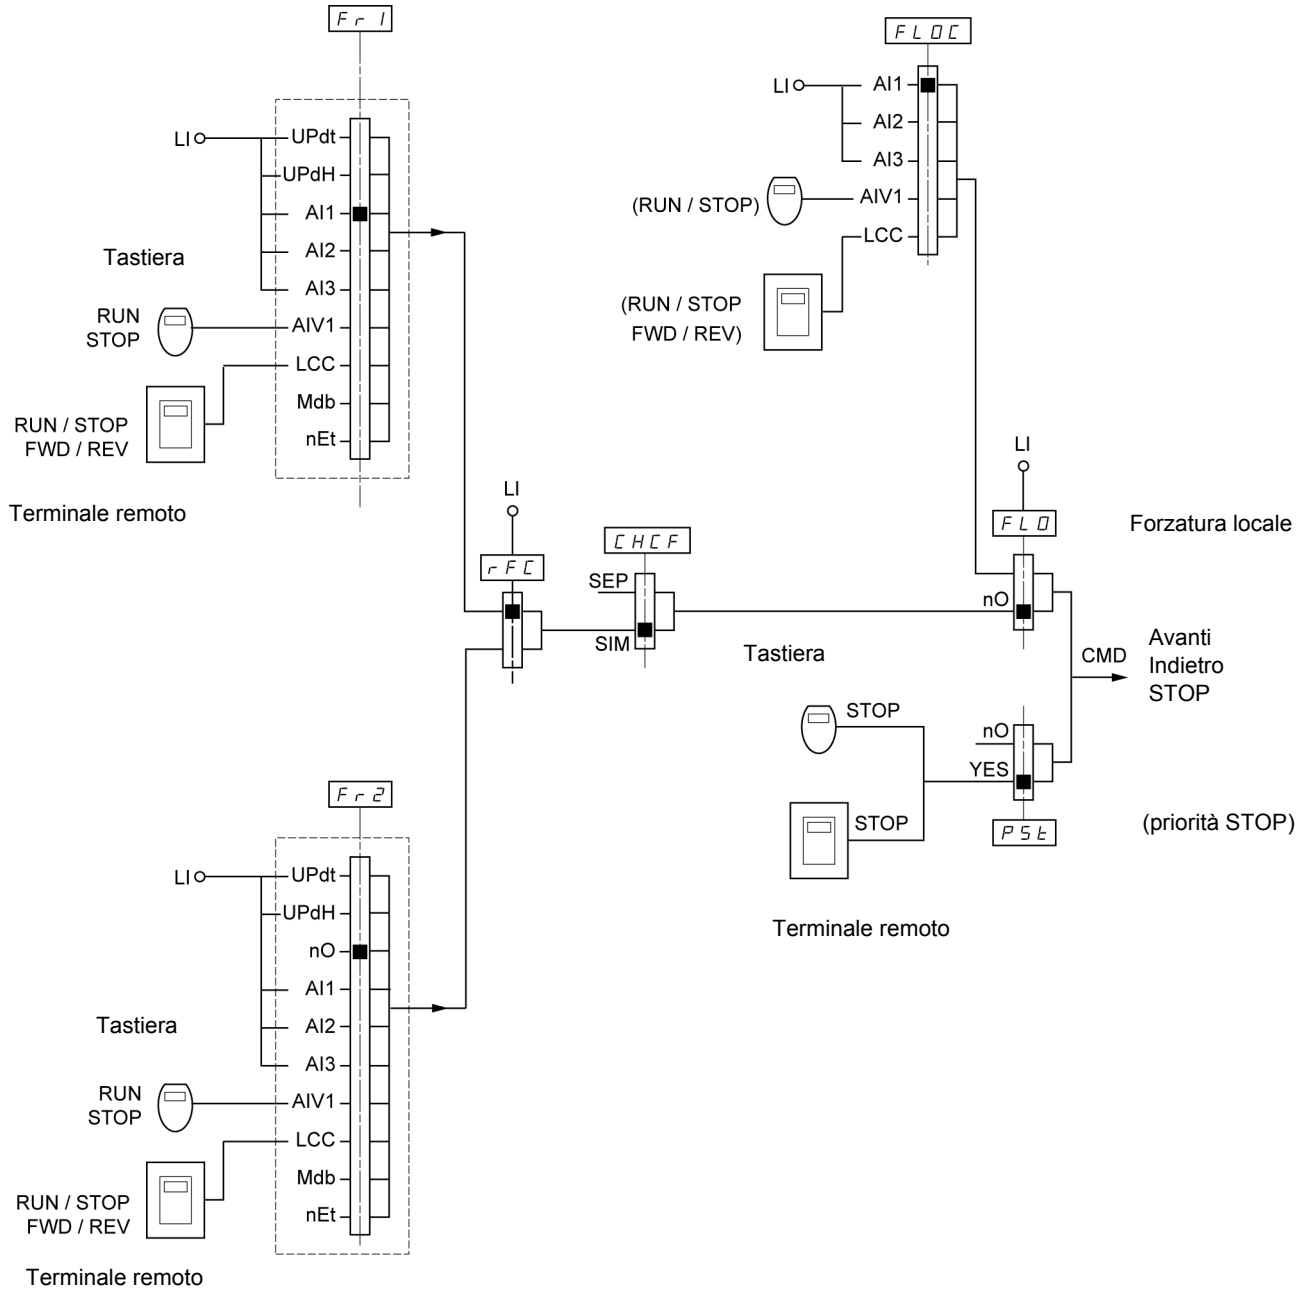 Fr1
LI
UPdt
UPdH
AI1
AI2
AI3
AIV1
LCC
Mdb
nEt
Tastiera
RUN
STOP
RUN / STOP
FWD / REV
Terminale remoto
FLOC
LI
AI1
AI2
AI3
AIV1
LCC
(RUN / STOP)
(RUN / STOP
FWD / REV)
LI
rFC
CHCF
SEP
SIM
LI
FLO
nO
Forzatura locale
Tastiera
CMD
Avanti
Indietro
STOP
STOP
STOP
nO
YES
PSt
(priorità STOP)
Terminale remoto
Fr2
LI
UPdt
UPdH
nO
AI1
AI2
AI3
AIV1
LCC
Mdb
nEt
Tastiera
RUN
STOP
RUN / STOP
FWD / REV
Terminale remoto